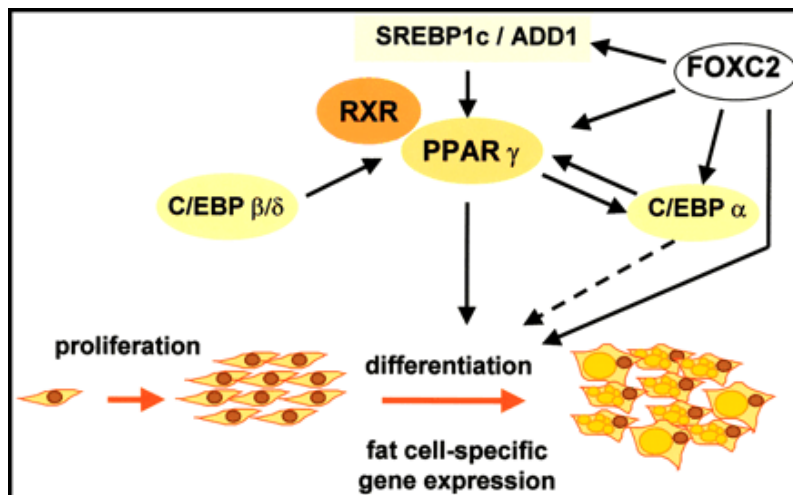 SREBP1c / ADD1
FOXC2
RXR
PPAR γ
C/EBP β/δ
C/EBP α
proliferation
differentiation
fat cell-specific
gene expression